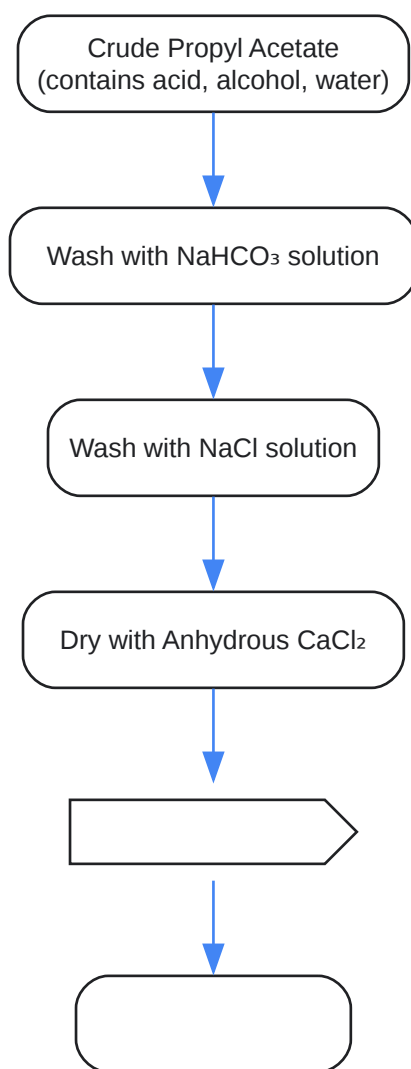 Crude Propyl Acetate
(contains acid, alcohol, water)
Wash with NaHCO₃ solution
Wash with NaCl solution
Dry with Anhydrous CaCl₂